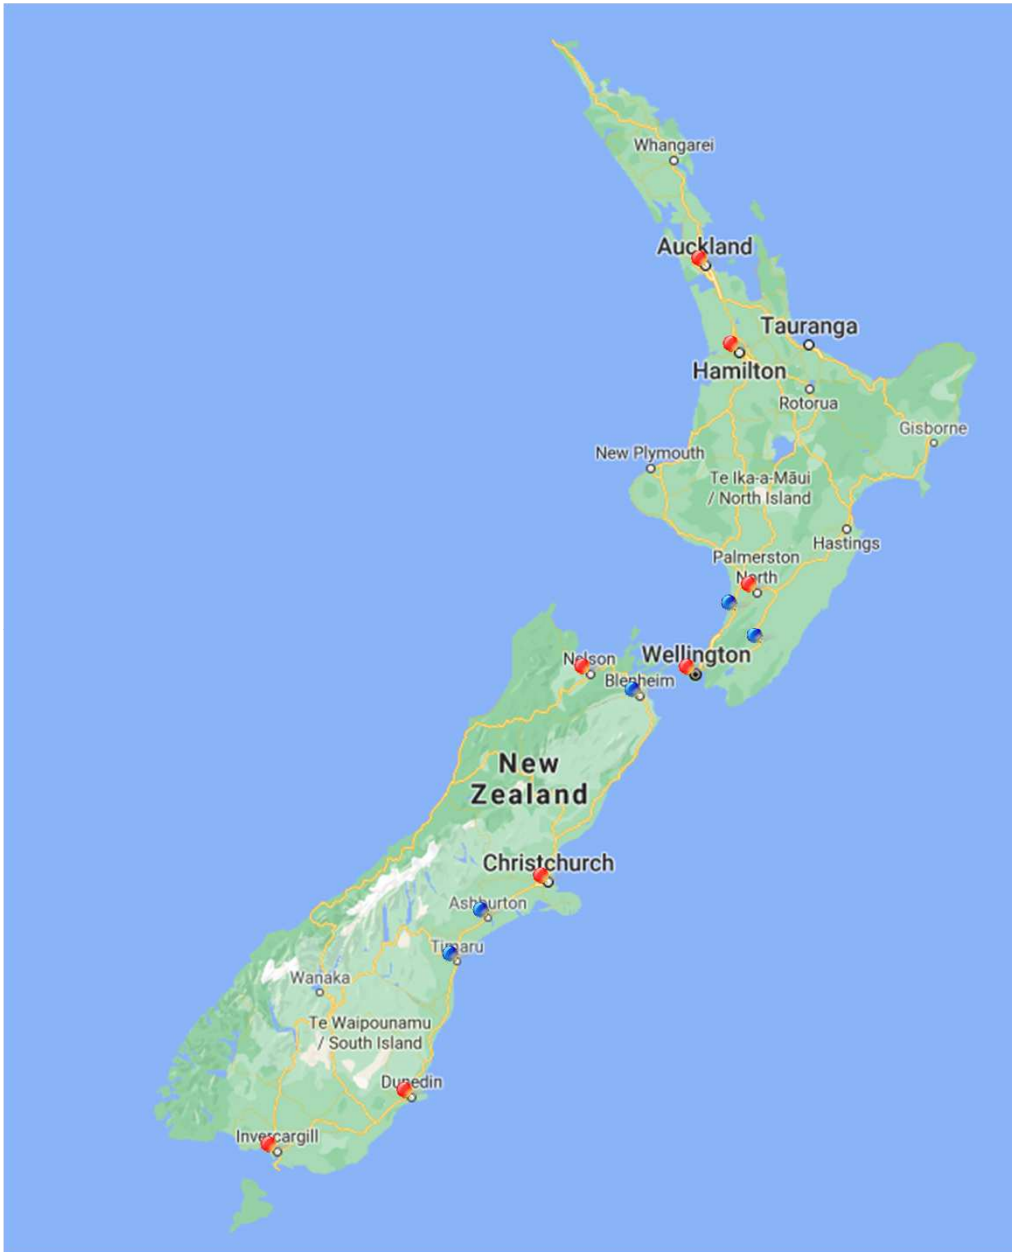 Whangarei
Auckland
Tauranga
Hamilton
Rotorua
Gisborne
New Plymouth
Te Ika-a-Māui
/ North Island
Hastings
Palmerston
North
Wellington
Nelson
Blenheim
New
Zealand
Christchurch
Ashburton
Timaru
Wanaka
Te Waipounamu
/ South Island
Dunedin
Invercargill